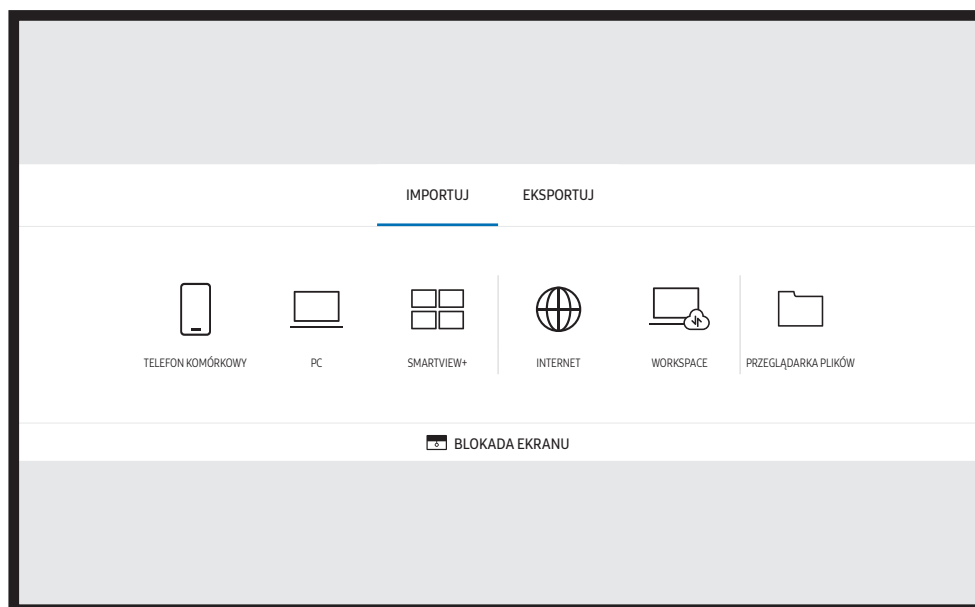 IMPORTUJ EKSPORTUJ
TELEFON KOMÓRKOWY PC SMARTVIEW+ INTERNET WORKSPACE PRZEGLĄDARKA PLIKÓW
BLOKADA EKRANU